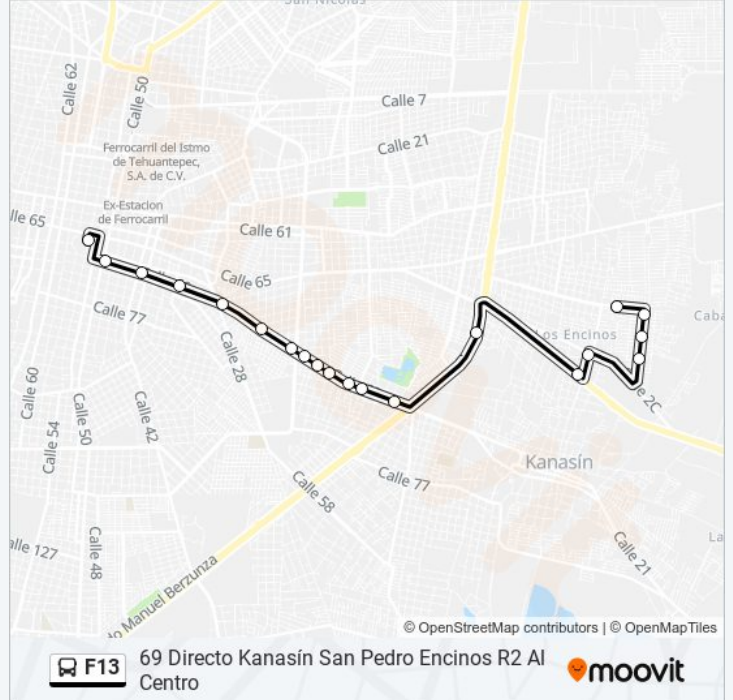 San Nicolás
Calle 62
Calle 50
Calle 7
Calle 21
Ferrocarril del Istmo
de Tehuantepec,
S.A. de C.V.
Ex-Estacion
de Ferrocarril
lle 65
Calle 61
Calle 65
Calle 77
Los Encinos
Caba
Calle 28
e 2C
Calle 60
Calle 50
Calle 42
Calle 54
Kanasín
Calle 77
Calle 58
Calle 21
La
alle 127
Calle 48
do Manuel Berzunza
© OpenStreetMap contributors | © OpenMapTiles
F13
69 Directo Kanasín San Pedro Encinos R2 Al
Centro
moovit